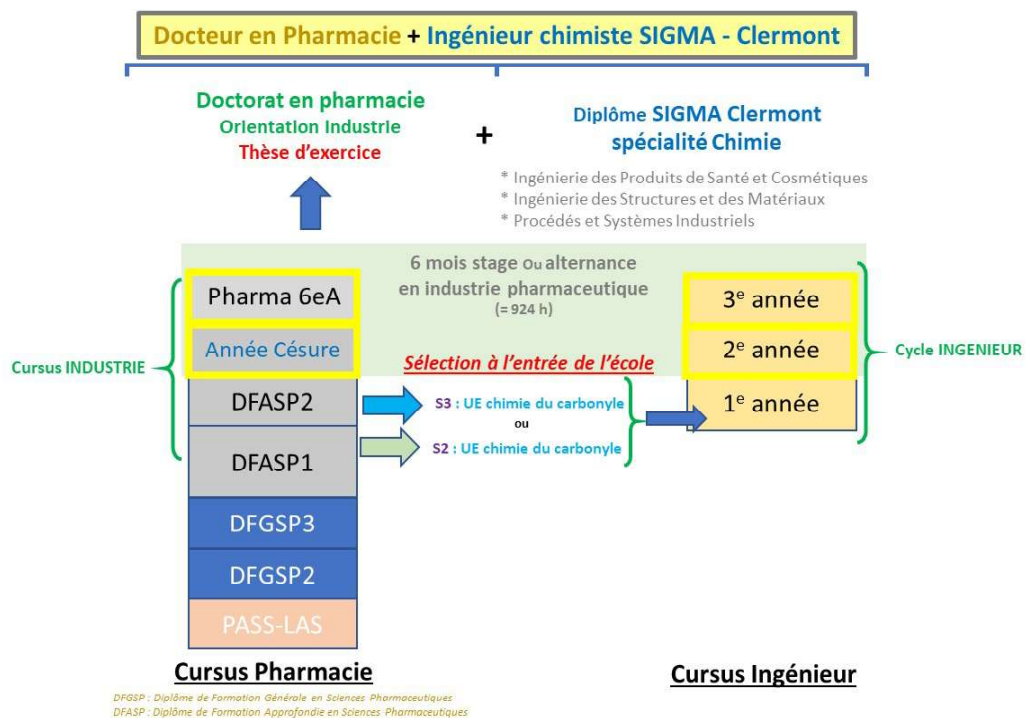 Docteur en Pharmacie + Ingénieur chimiste SIGMA - Clermont
Doctorat en pharmacie
Orientation Industrie
Thèse d'exercice
+
Diplôme SIGMA Clermont
spécialité Chimie
* Ingénierie des Produits de Santé et Cosmétiques
* Ingénierie des Structures et des Matériaux
* Procédés et Systèmes Industriels
6 mois stage Ou alternance
en industrie pharmaceutique
(= 924 h)
Pharma 6eA
3e année
Année Césure
2e année
Cursus INDUSTRIE
Cycle INGENIEUR
Sélection à l'entrée de l'école
DFASP2
S3 : UE chimie du carbonyle
ou
S2 : UE chimie du carbonyle
1e année
DFASP1
DFGSP3
DFGSP2
PASS-LAS
Cursus Pharmacie
Cursus Ingénieur
DFGSP : Diplôme de Formation Générale en Sciences Pharmaceutiques
DFASP : Diplôme de Formation Approfondie en Sciences Pharmaceutiques